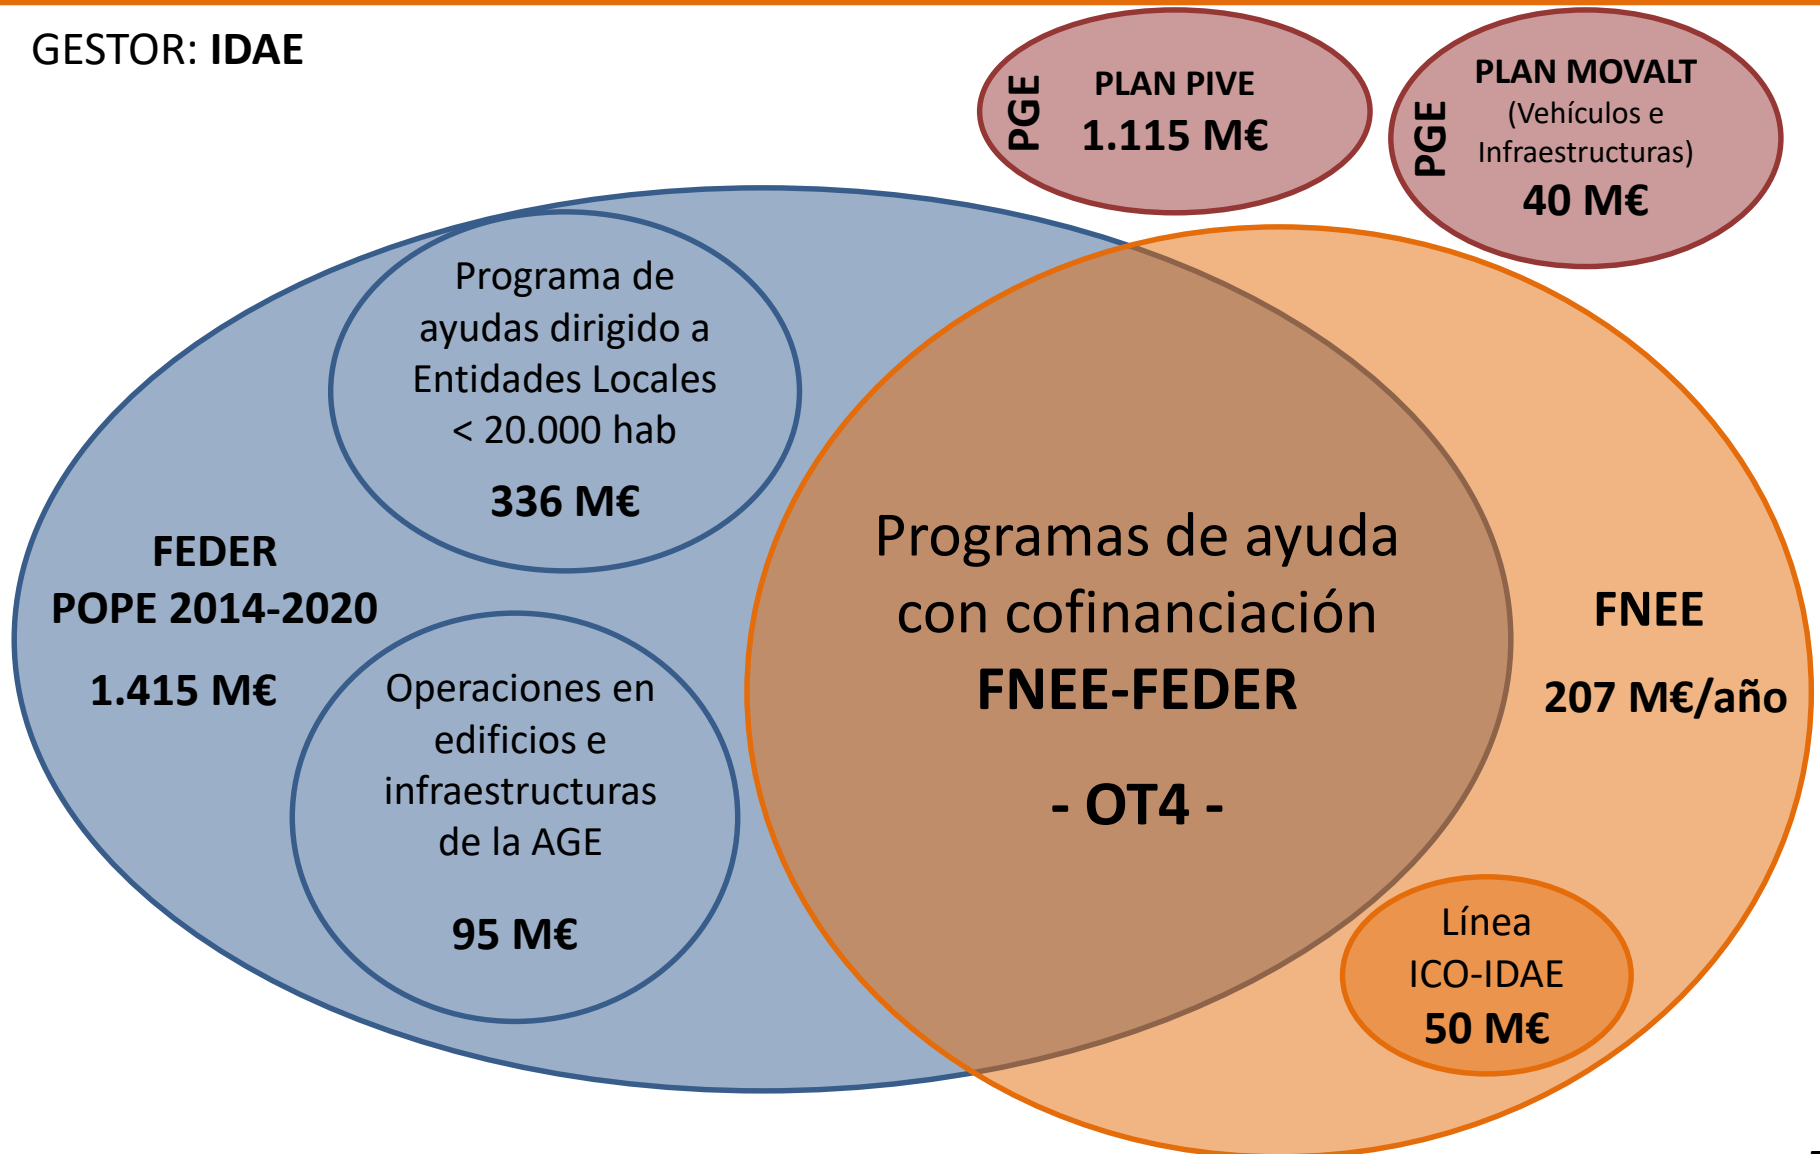 GESTOR: IDAE
PGE
PLAN PIVE
1.115 M€
PGE
PLAN MOVALT
(Vehículos e
Infraestructuras)
40 M€
Programa de
ayudas dirigido a
Entidades Locales
< 20.000 hab
336 M€
FEDER
POPE 2014-2020
1.415 M€
Operaciones en
edificios e
infraestructuras
de la AGE
95 M€
Programas de ayuda
con cofinanciación
FNEE-FEDER
- OT4 -
FNEE
207 M€/año
Línea
ICO-IDAE
50 M€